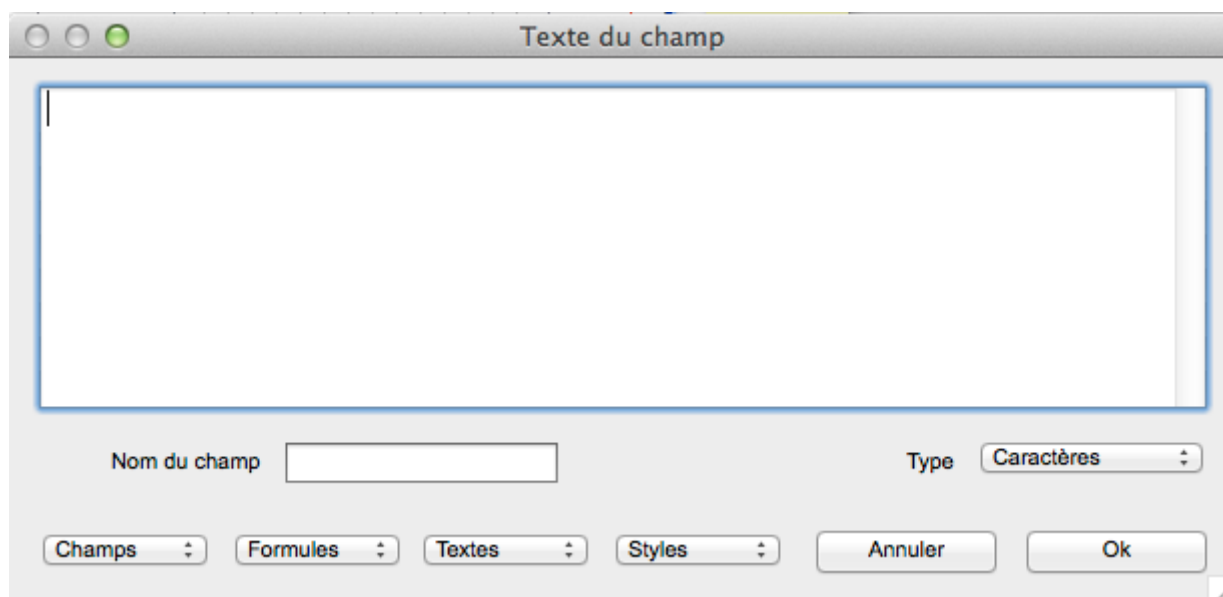 Texte du champ
Nom du champ
Type Caractères
Champs Formules Textes Styles Annuler Ok